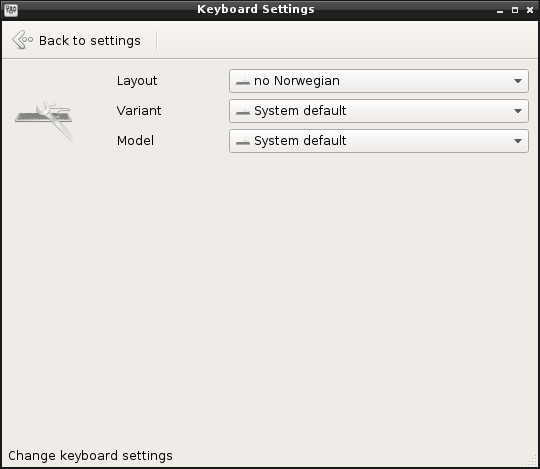 Keyboard Settings
Back to settings
Layout no Norwegian
Variant System default
Model System default
Change keyboard settings